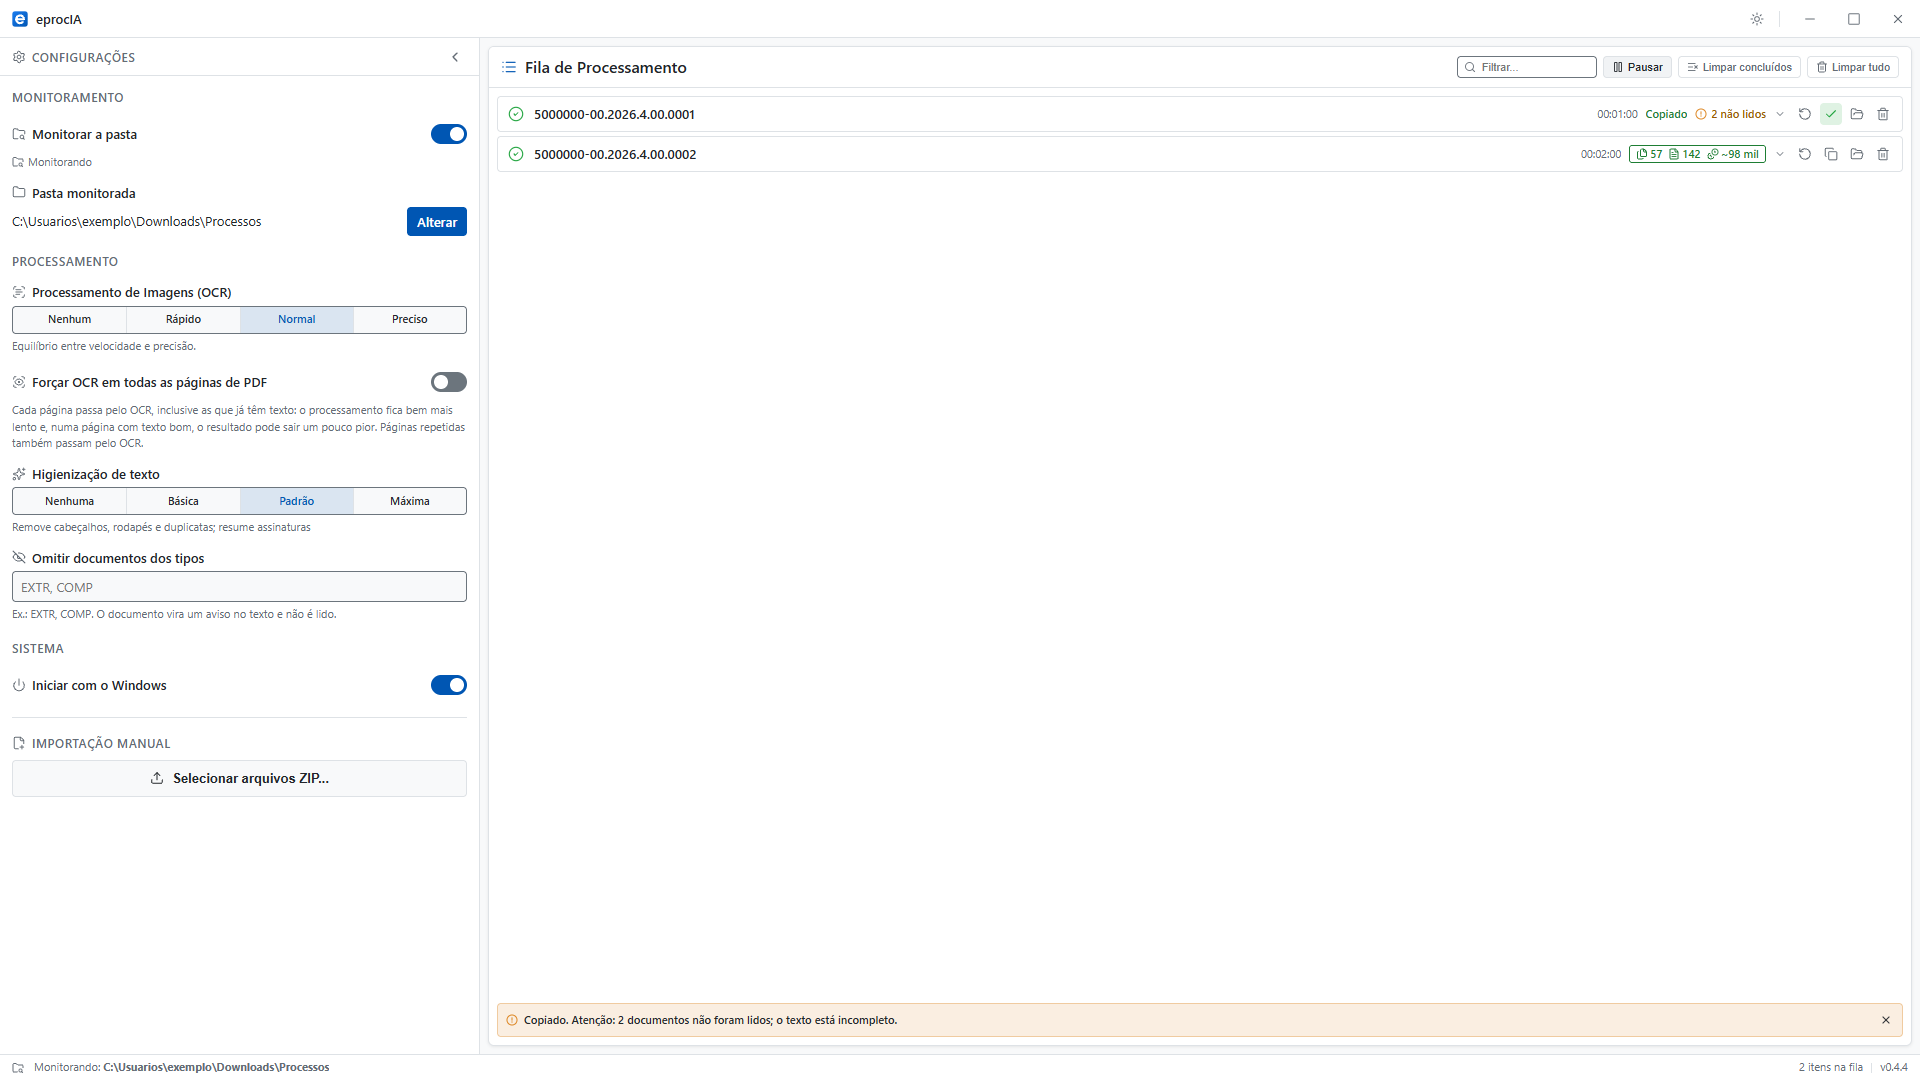 eprocIA
CONFIGURAÇÕES
MONITORAMENTO
Monitorar a pasta
Monitorando
Pasta monitorada
C:\Usuarios\exemplo\Downloads\Processos
Alterar
PROCESSAMENTO
Processamento de Imagens (OCR)
Nenhum Rápido Normal Preciso
Equilíbrio entre velocidade e precisão.
Forçar OCR em todas as páginas de PDF
Cada página passa pelo OCR, inclusive as que já têm texto: o processamento fica bem mais
lento e, numa página com texto bom, o resultado pode sair um pouco pior. Páginas repetidas
também passam pelo OCR.
Higienização de texto
Nenhuma Básica Padrão Máxima
Remove cabeçalhos, rodapés e duplicatas; resume assinaturas
Omitir documentos dos tipos
EXTR, COMP
Ex.: EXTR, COMP. O documento vira um aviso no texto e não é lido.
SISTEMA
Iniciar com o Windows
IMPORTAÇÃO MANUAL
Selecionar arquivos ZIP...
Fila de Processamento
Filtrar... Pausar Limpar concluídos Limpar tudo
5000000-00.2026.4.00.0001 00:01:00 Copiado 2 não lidos
5000000-00.2026.4.00.0002 00:02:00 57 142 ~98 mil
Copiado. Atenção: 2 documentos não foram lidos; o texto está incompleto.
Monitorando: C:\Usuarios\exemplo\Downloads\Processos
2 itens na fila v0.4.4